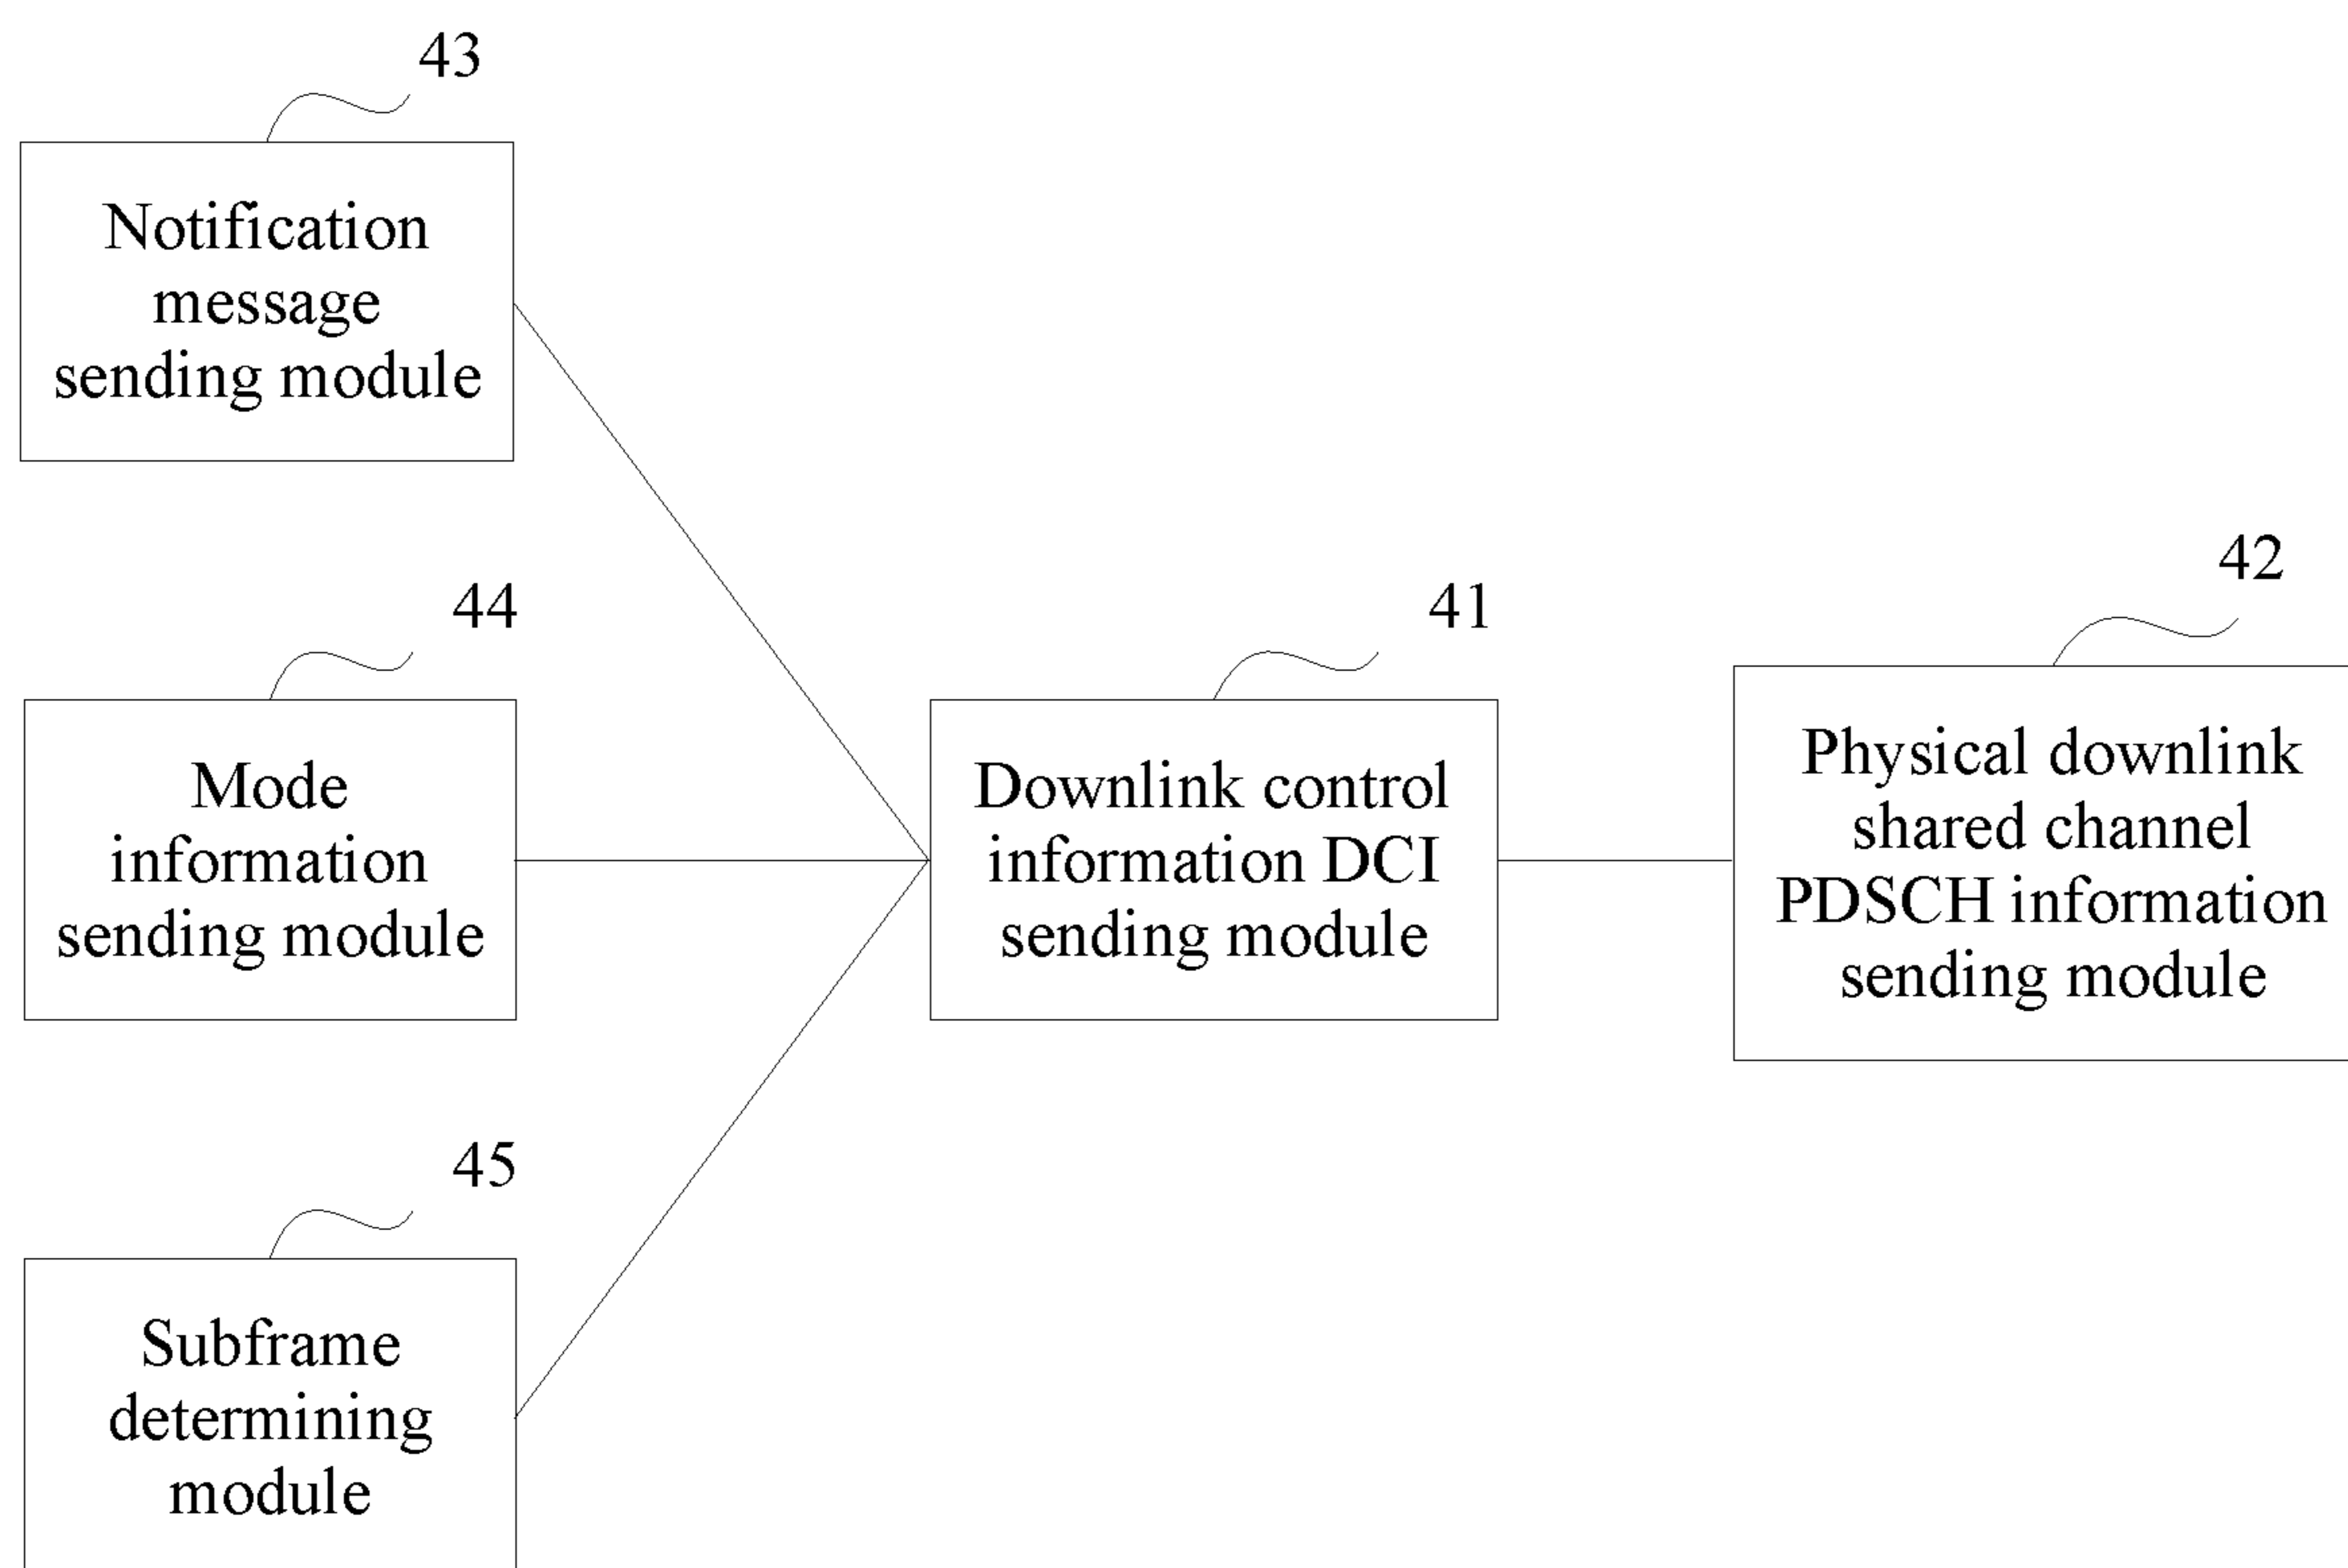 43
Notification
message
sending module
44
Mode
information
sending module
45
Subframe
determining
module
41
Downlink control
information DCI
sending module
42
Physical downlink
shared channel
PDSCH information
sending module